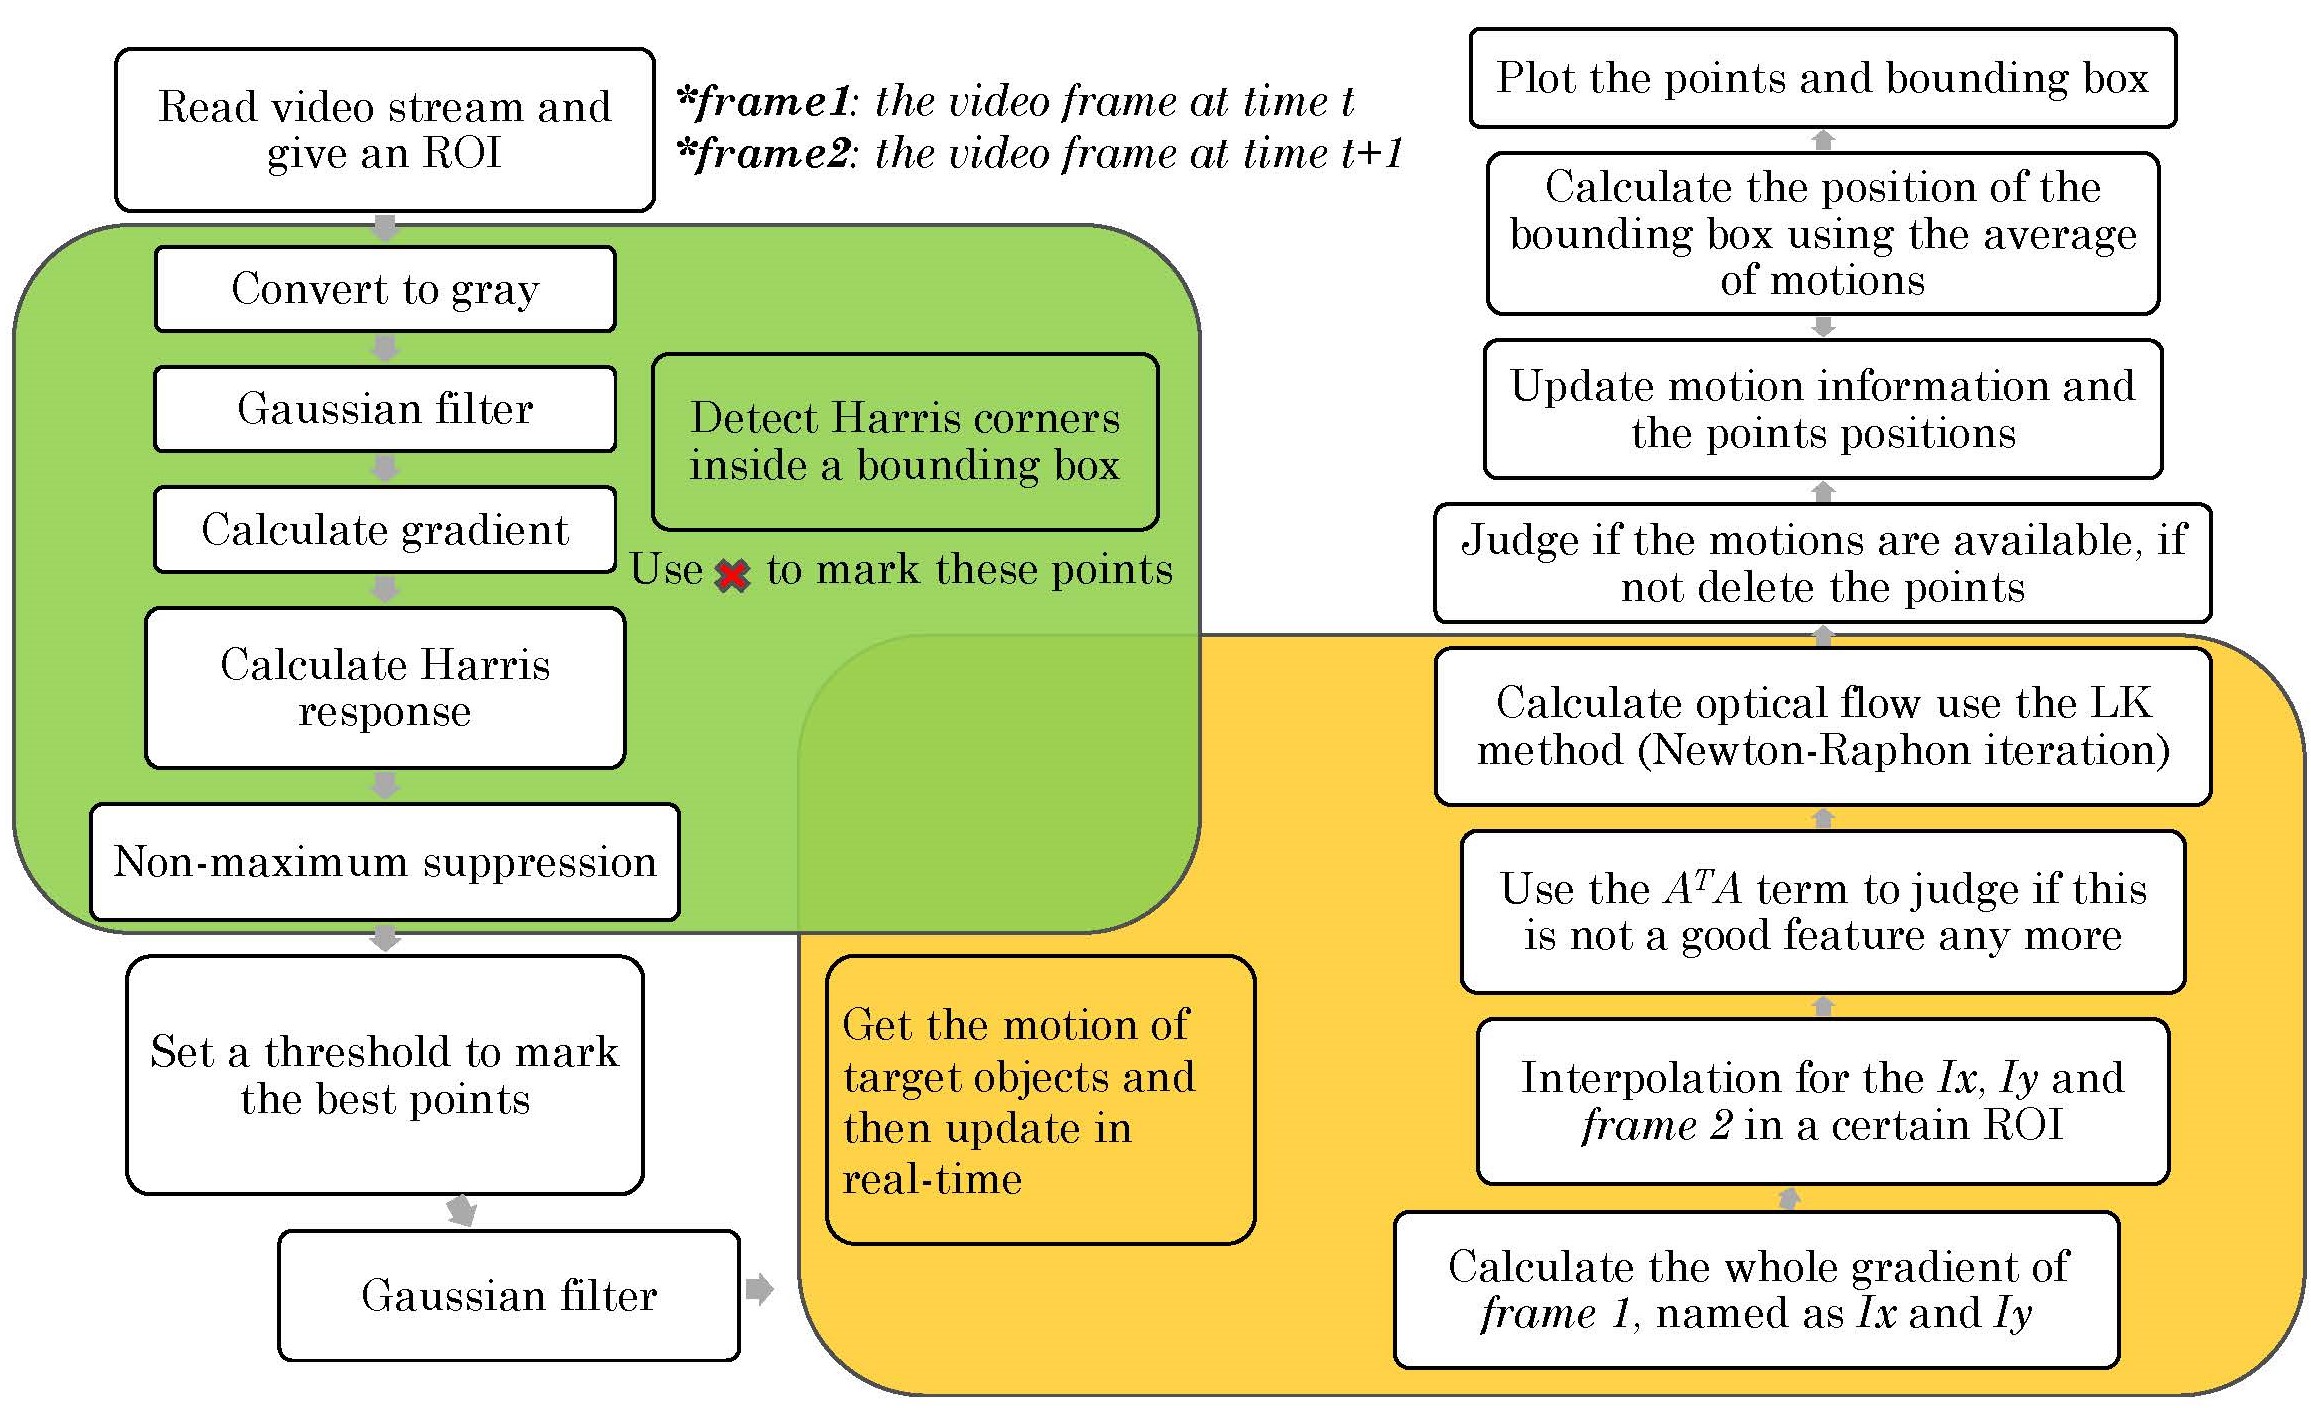 Read video stream and
give an ROI
*frame1: the video frame at time t
*frame2: the video frame at time t+1
Convert to gray
Gaussian filter
Calculate gradient
Calculate Harris
response
Non-maximum suppression
Detect Harris corners
inside a bounding box
Use ✖ to mark these points
Set a threshold to mark
the best points
Gaussian filter
Get the motion of
target objects and
then update in
real-time
Calculate the whole gradient of
frame 1, named as Ix and Iy
Interpolation for the Ix, Iy and
frame 2 in a certain ROI
Use the AᵀA term to judge if this
is not a good feature any more
Calculate optical flow use the LK
method (Newton-Raphon iteration)
Judge if the motions are available, if
not delete the points
Update motion information and
the points positions
Calculate the position of the
bounding box using the average
of motions
Plot the points and bounding box